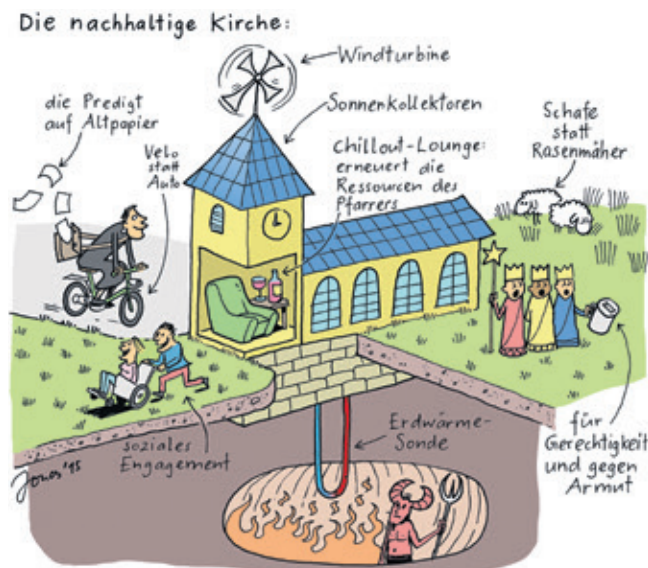 Die nachhaltige Kirche:
Windturbine
die Predigt
auf Altpapier
Velo
statt
Auto
Sonnenkollektoren
Chillout-Lounge:
erneuert die
Ressourcen des
Pfarrers
Schafe
statt
Rasenmäher
soziales
Engagement
Erdwärme-
Sonde
für
Gerechtigkeit
und gegen
Armut